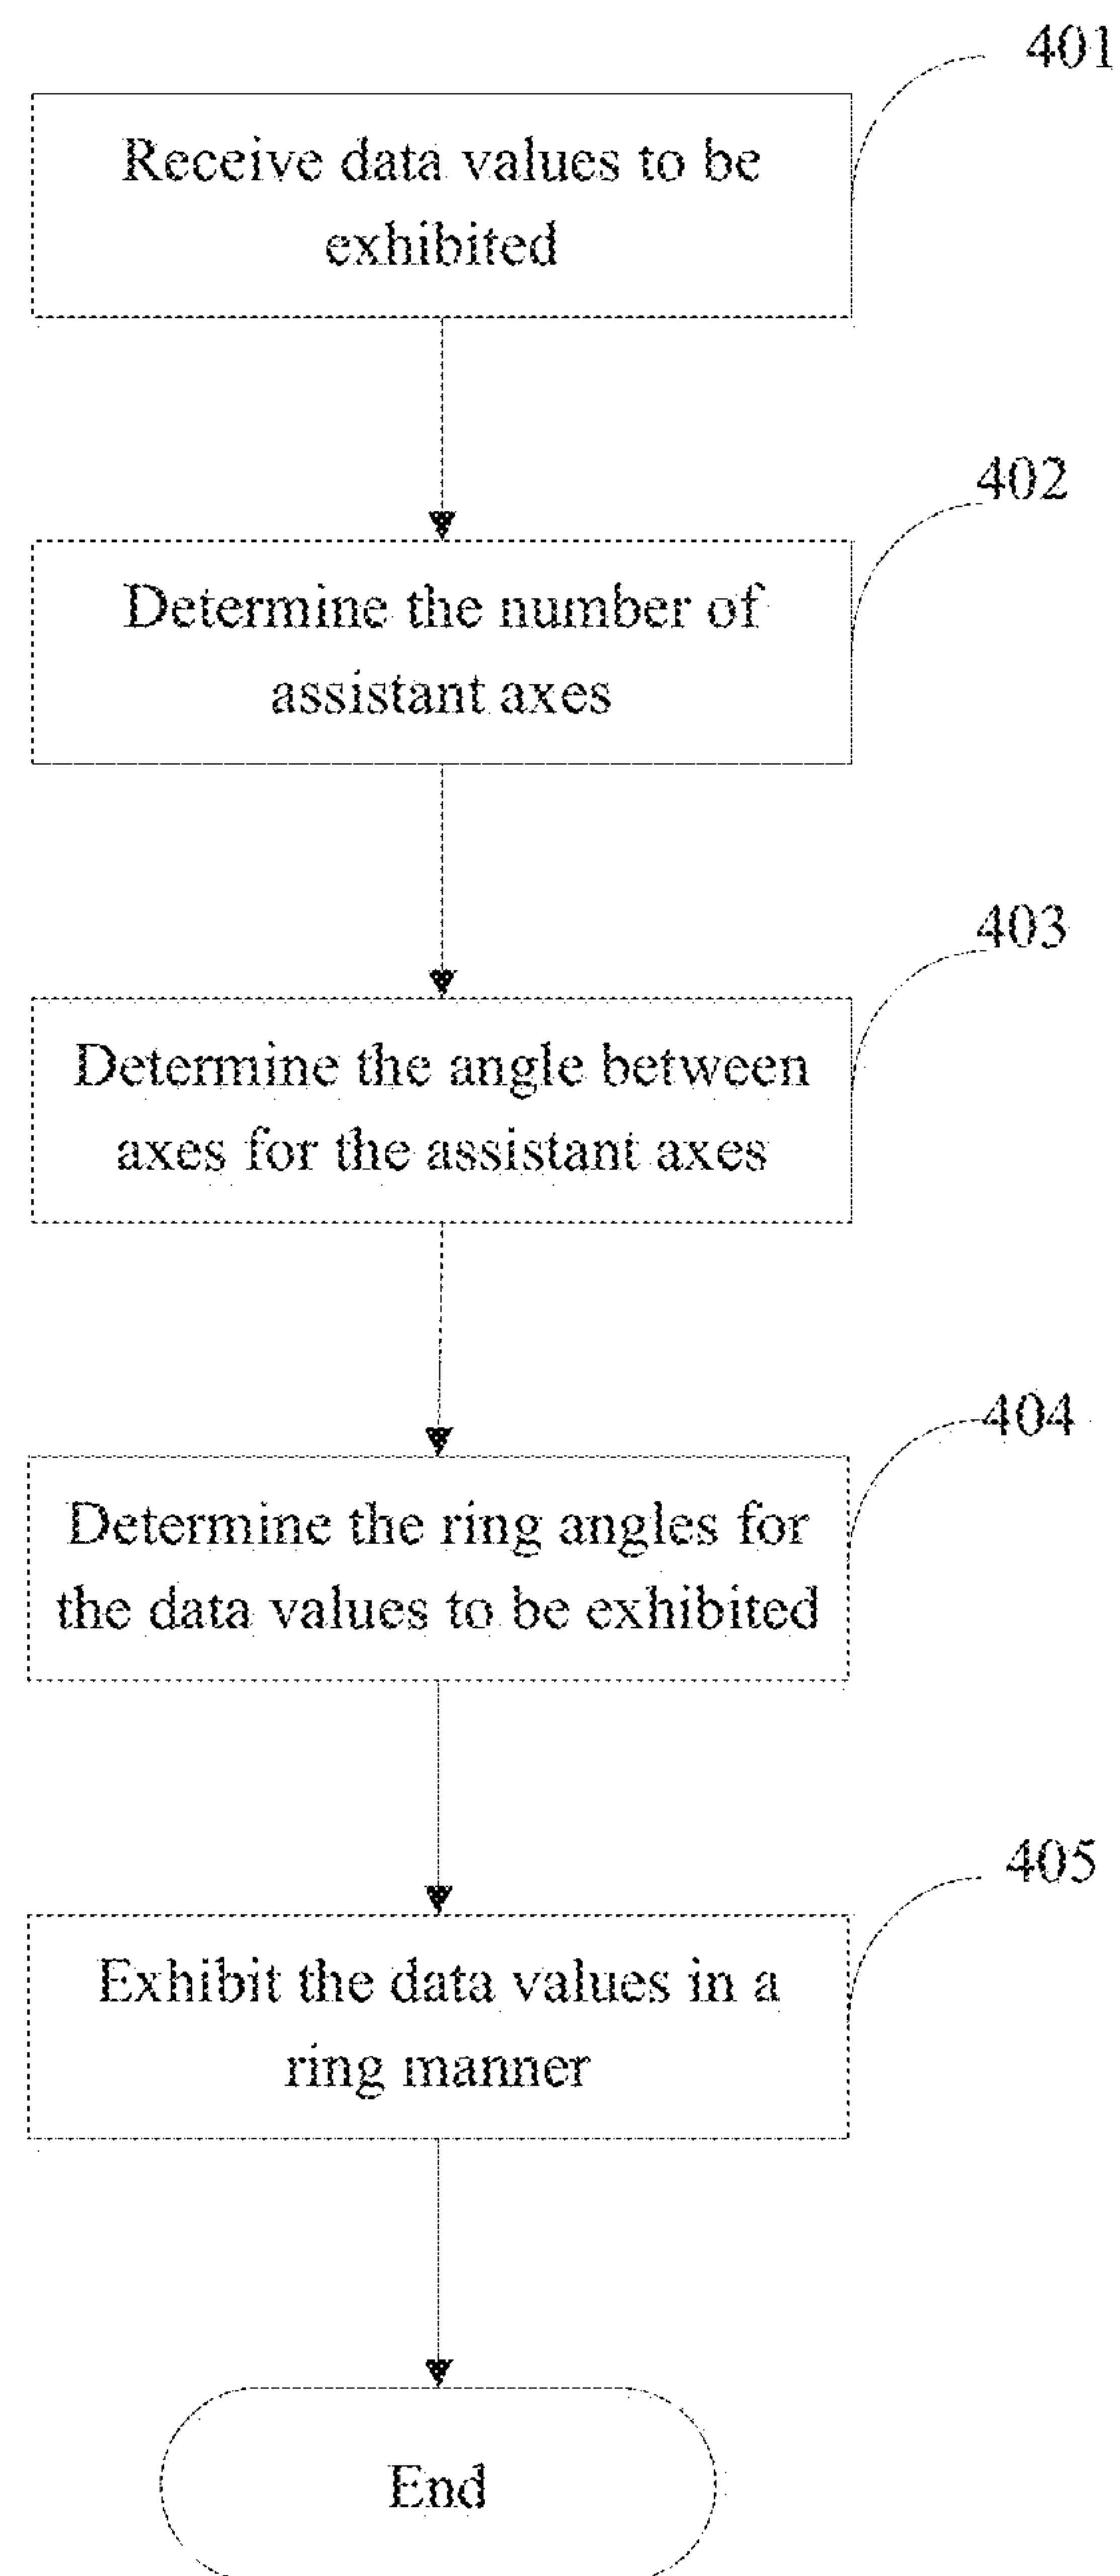 401
Receive data values to be
exhibited
402
Determine the number of
assistant axes
403
Determine the angle between
axes for the assistant axes
404
Determine the ring angles for
the data values to be exhibited
405
Exhibit the data values in a
ring manner
End